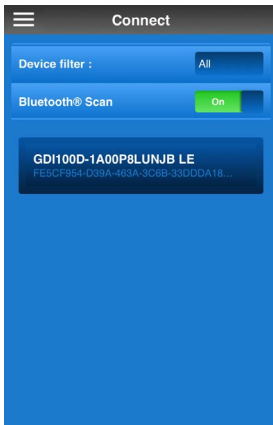 Connect
Device filter :
All
Bluetooth® Scan
On
GDI100D-1A00P8LUNJB LE
FE5CF954-D39A-463A-3C6B-33DDDA18...